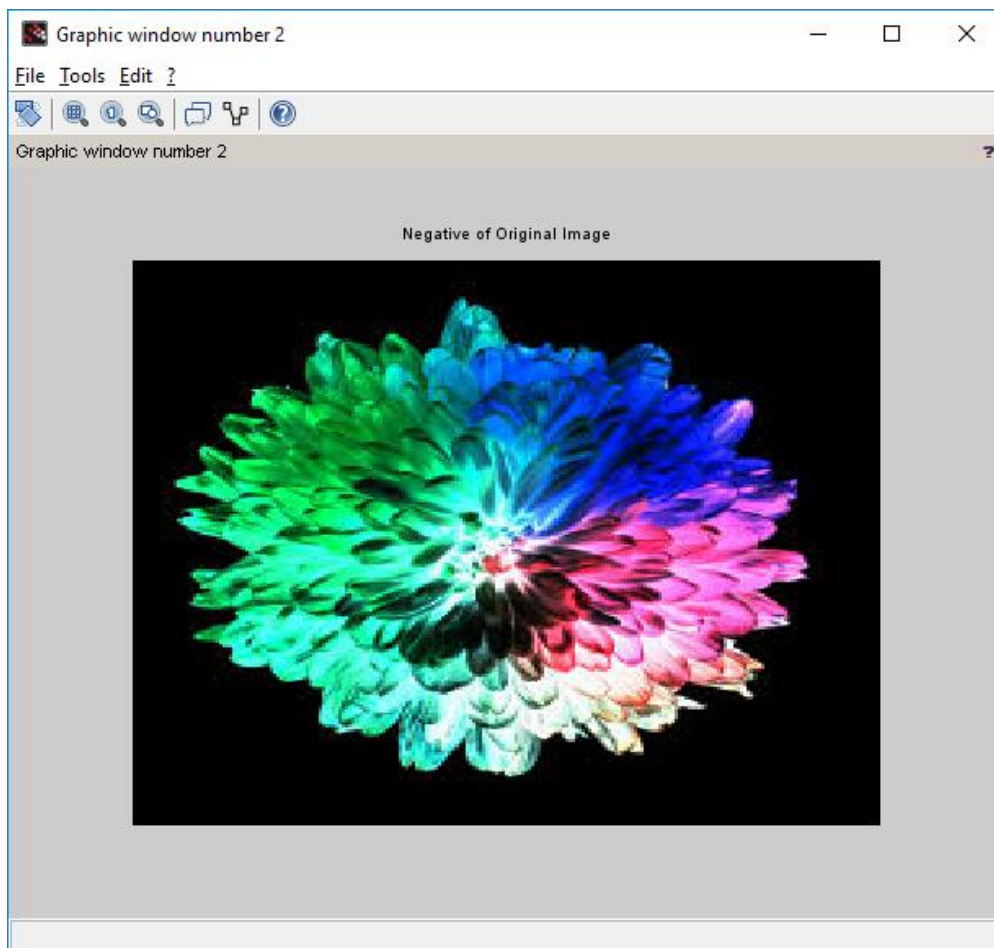 Graphic window number 2
File Tools Edit ?
Graphic window number 2 ?
Negative of Original Image